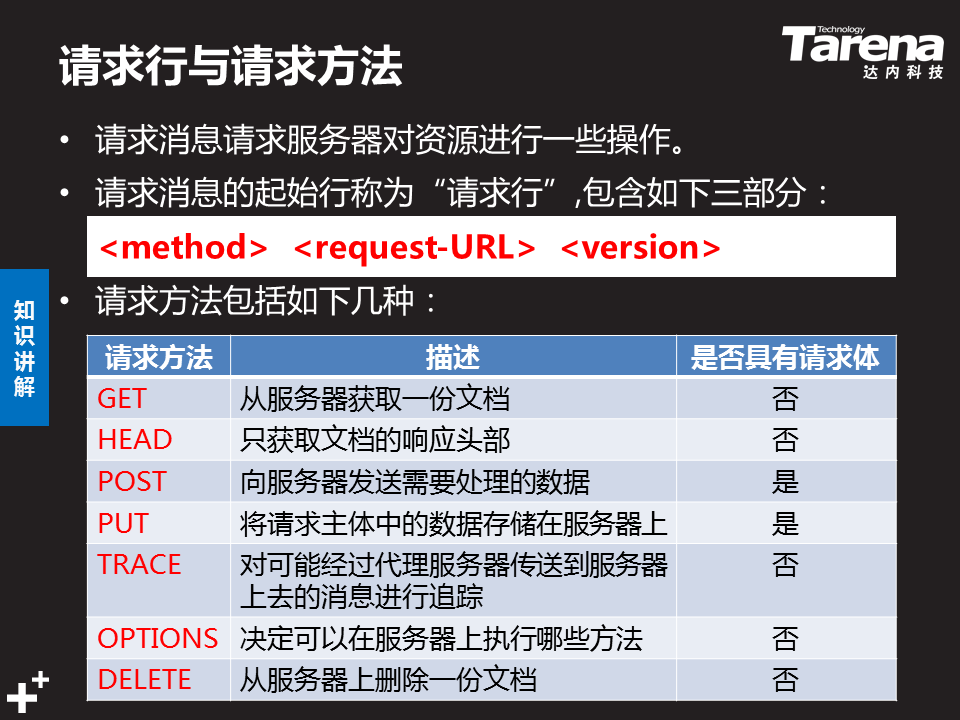 请求行与请求方法
Technology
Tarena
达内科技
• 请求消息请求服务器对资源进行一些操作。
• 请求消息的起始行称为“请求行”,包含如下三部分：
<method> <request-URL> <version>
• 请求方法包括如下几种：
知识讲解
请求方法 描述 是否具有请求体
GET 从服务器获取一份文档 否
HEAD 只获取文档的响应头部 否
POST 向服务器发送需要处理的数据 是
PUT 将请求主体中的数据存储在服务器上 是
TRACE 对可能经过代理服务器传送到服务器 否
上去的消息进行追踪
OPTIONS 决定可以在服务器上执行哪些方法 否
DELETE 从服务器上删除一份文档 否